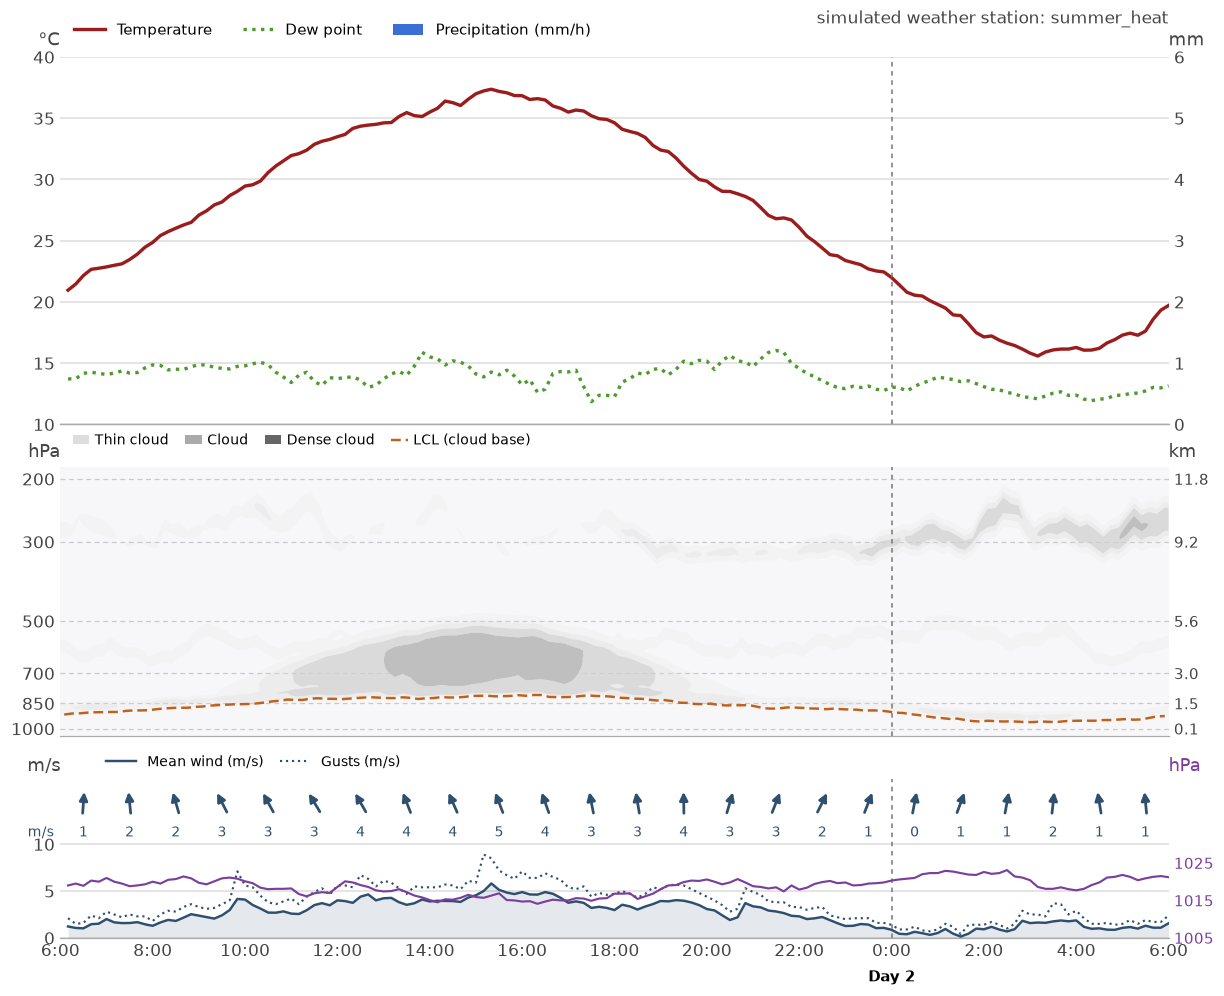 simulated weather station: summer_heat
Temperature Dew point Precipitation (mm/h)
°C mm
40 6
35 5
30 4
25 3
20 2
15 1
10 0
Thin cloud Cloud Dense cloud LCL (cloud base)
hPa km
200 11.8
300 9.2
500 5.6
700 3.0
850 1.5
1000 0.1
m/s Mean wind (m/s) Gusts (m/s) hPa
m/s 1 2 2 3 3 3 4 4 4 5 4 3 3 4 3 3 2 1 0 1 1 2 1 1
10
1025
5
1015
0 1005
6:00 8:00 10:00 12:00 14:00 16:00 18:00 20:00 22:00 0:00 2:00 4:00 6:00
Day 2